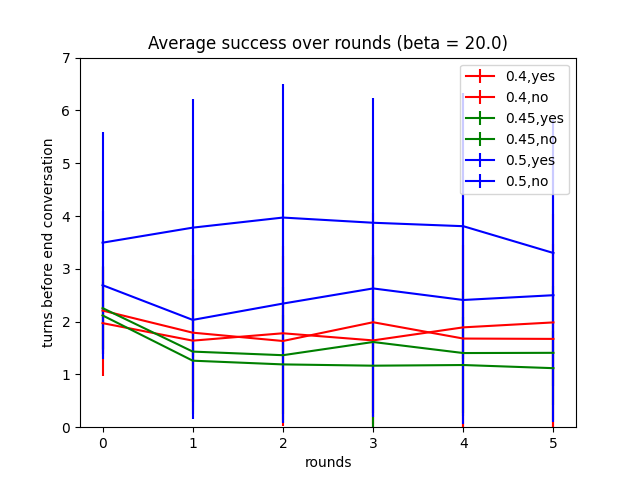 Average success over rounds (beta = 20.0)
7
6
5
4
3
2
1
0
turns before end conversation
0.4,yes
0.4,no
0.45,yes
0.45,no
0.5,yes
0.5,no
0 1 2 3 4 5
rounds